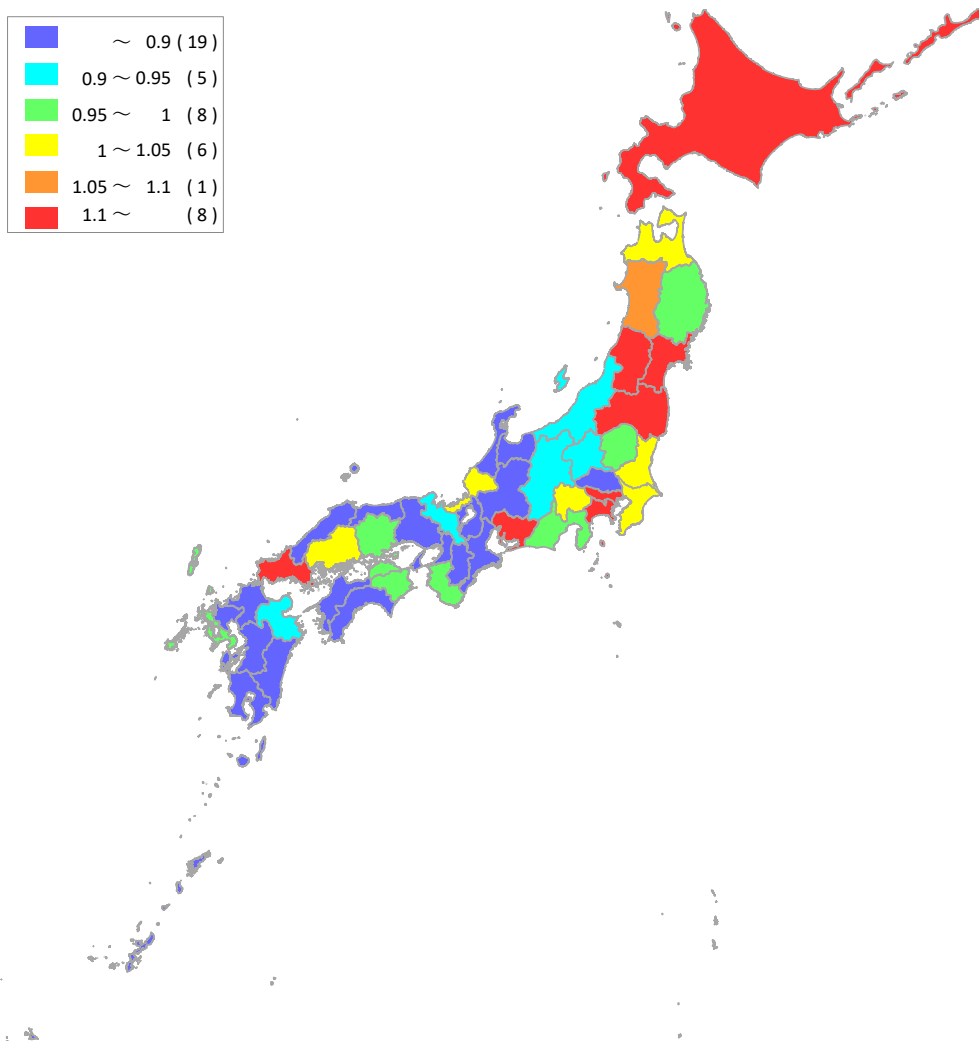 ～ 0.9 ( 19 )
0.9 ～ 0.95 ( 5 )
0.95 ～ 1 ( 8 )
1 ～ 1.05 ( 6 )
1.05 ～ 1.1 ( 1 )
1.1 ～ ( 8 )